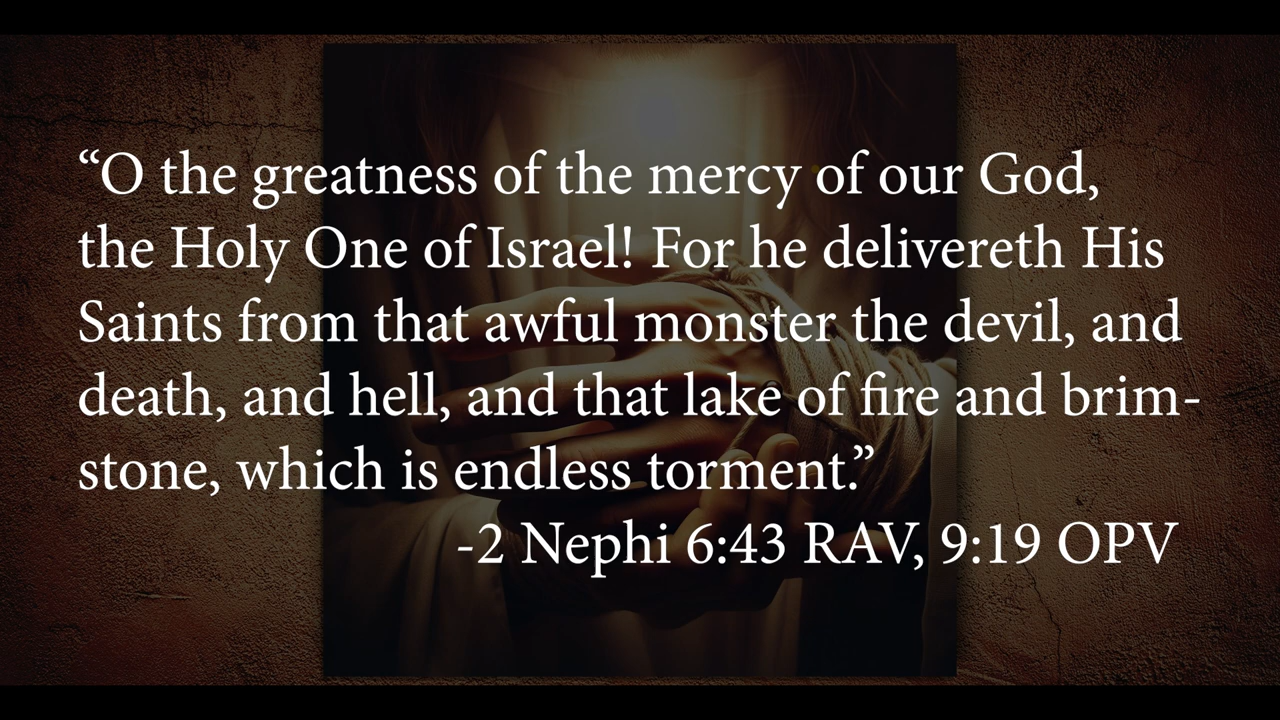 “O the greatness of the mercy of our God,
the Holy One of Israel! For he delivereth His
Saints from that awful monster the devil, and
death, and hell, and that lake of fire and brim-
stone, which is endless torment.”
-2 Nephi 6:43 RAV, 9:19 OPV